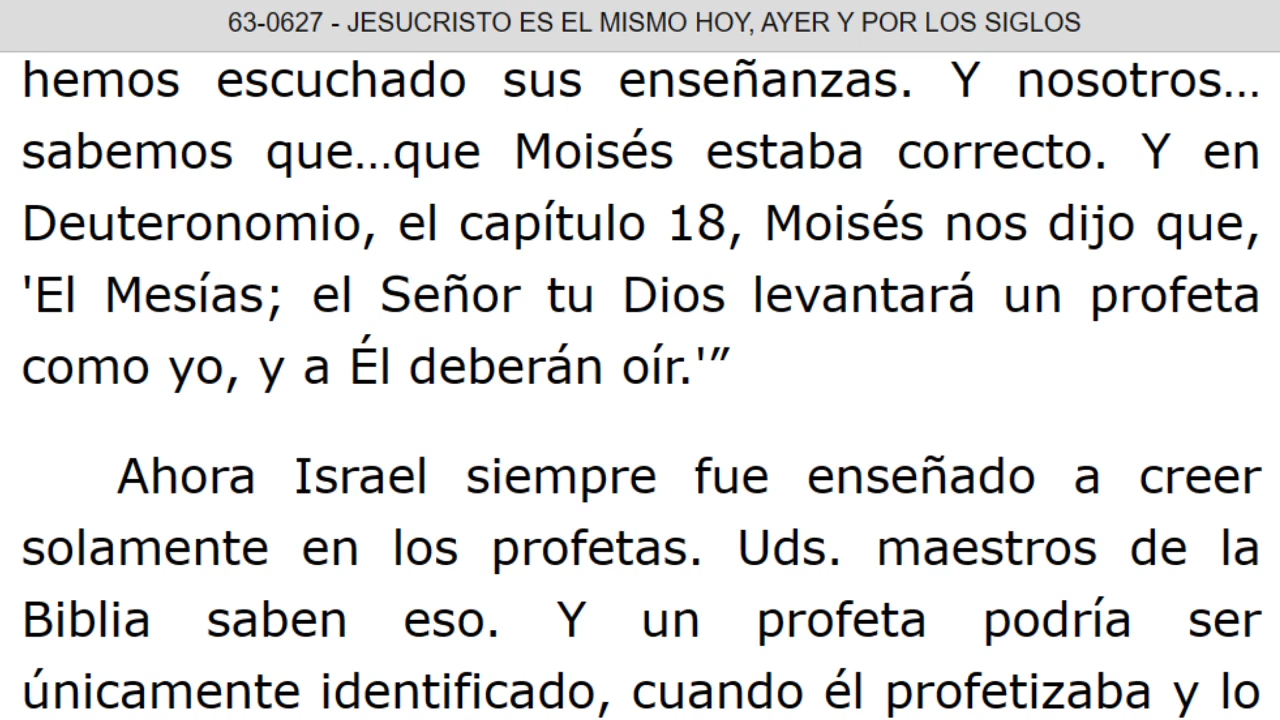 63-0627 - JESUCRISTO ES EL MISMO HOY, AYER Y POR LOS SIGLOS
hemos escuchado sus enseñanzas. Y nosotros…
sabemos que…que Moisés estaba correcto. Y en
Deuteronomio, el capítulo 18, Moisés nos dijo que,
'El Mesías; el Señor tu Dios levantará un profeta
como yo, y a Él deberán oír.'”
Ahora Israel siempre fue enseñado a creer
solamente en los profetas. Uds. maestros de la
Biblia saben eso. Y un profeta podría ser
únicamente identificado, cuando él profetizaba y lo